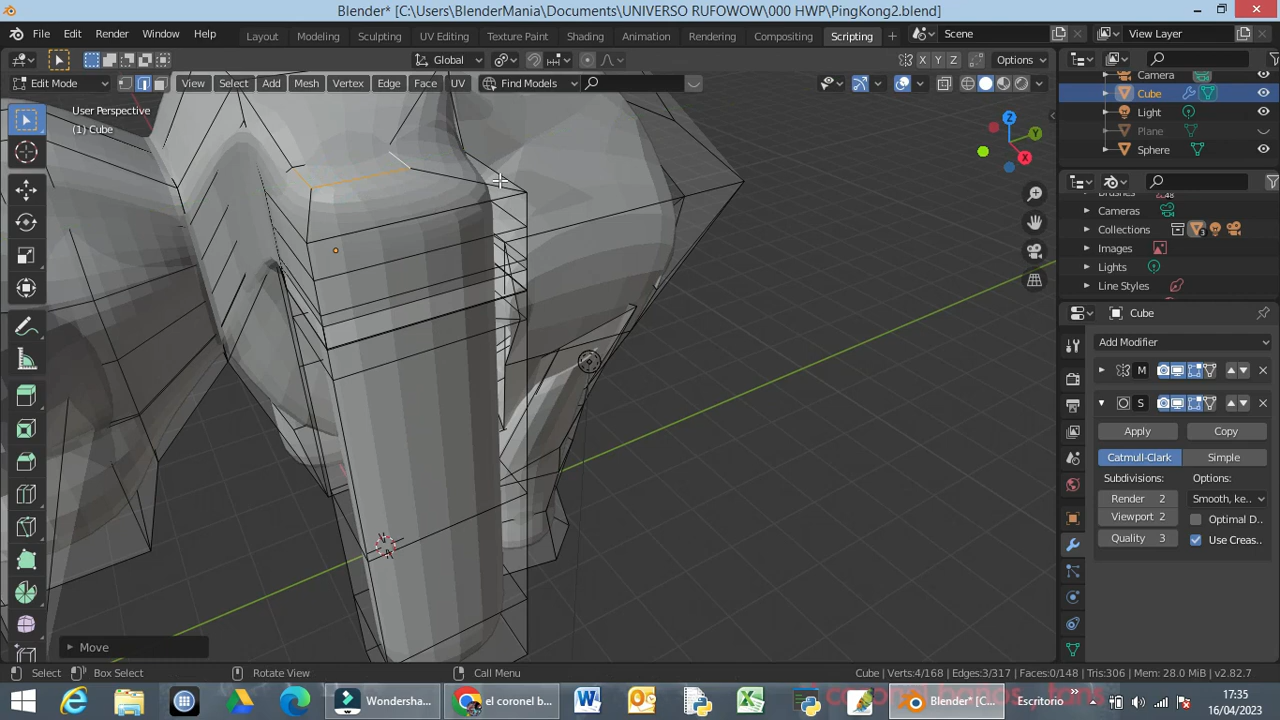 Blender* [C:\Users\BlenderMania\Documents\UNIVERSO RUFOWOW\000 HWP\PingKong2.blend]
File Edit Render Window Help Layout Modeling Sculpting UV Editing Texture Paint Shading Animation Rendering Compositing Scripting + Scene View Layer
Global X Y Z Options
Edit Mode View Select Add Mesh Vertex Edge Face UV Find Models
User Perspective
(1) Cube
Z
Y
X
Camera
Cube
Light
Plane
Sphere
Cameras
Collections 3
Images
Lights
Line Styles
Cube
Add Modifier
M
S
Apply Copy
Catmull-Clark Simple
Subdivisions: Options:
Render 2 Smooth, ke..
Viewport 2 Optimal D..
Quality 3 Use Creas..
Move
Select Box Select Rotate View Call Menu Cube | Verts:4/168 | Edges:3/317 | Faces:0/148 | Tris:306 | Mem: 28.0 MiB | v2.82.7
Wondersha... el coronel b... Blender* [C... Escritorio » 17:35
16/04/2023